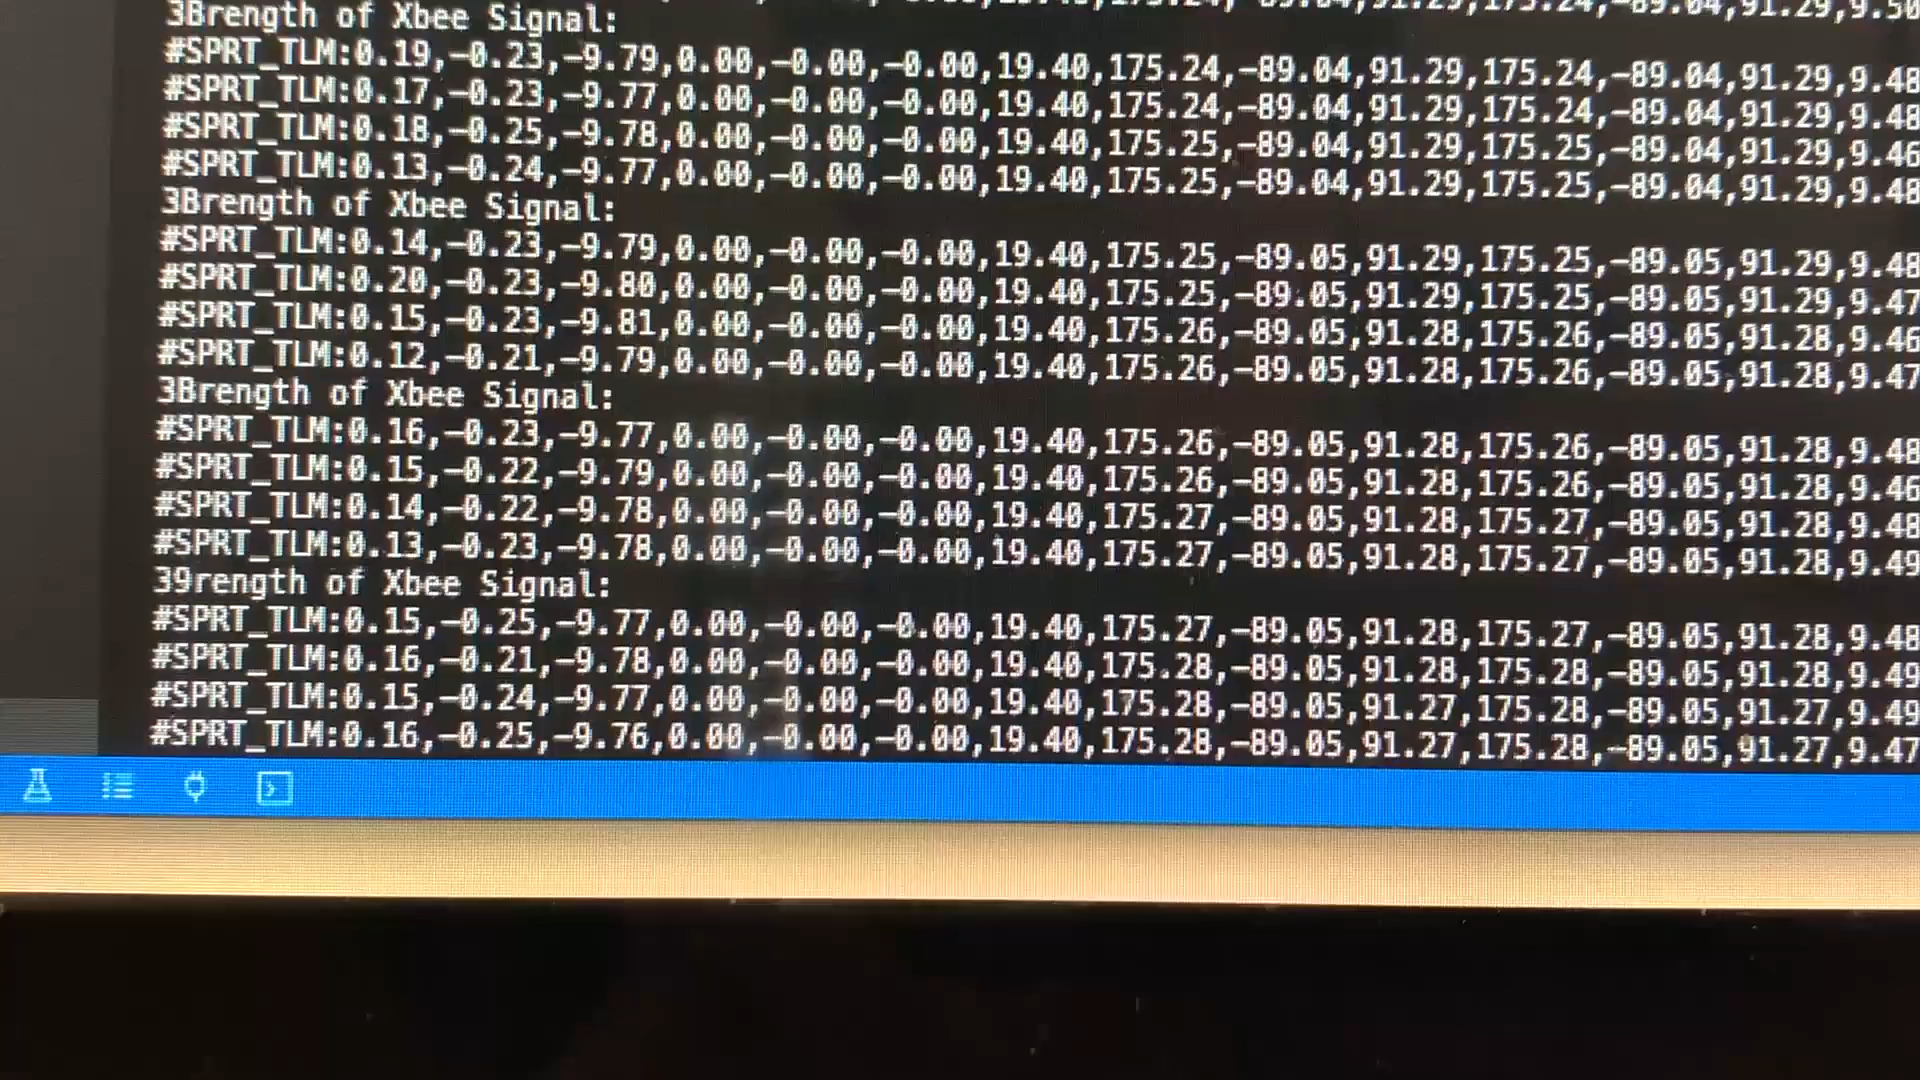 3Brength of Xbee Signal:
#SPRT_TLM:0.19,-0.23,-9.79,0.00,-0.00,-0.00,19.40,175.24,-89.04,91.29,175.24,-89.04,91.29,9.48
#SPRT_TLM:0.17,-0.23,-9.77,0.00,-0.00,-0.00,19.40,175.24,-89.04,91.29,175.24,-89.04,91.29,9.48
#SPRT_TLM:0.18,-0.25,-9.78,0.00,-0.00,-0.00,19.40,175.25,-89.04,91.29,175.25,-89.04,91.29,9.46
#SPRT_TLM:0.13,-0.24,-9.77,0.00,-0.00,-0.00,19.40,175.25,-89.04,91.29,175.25,-89.04,91.29,9.48
3Brength of Xbee Signal:
#SPRT_TLM:0.14,-0.23,-9.79,0.00,-0.00,-0.00,19.40,175.25,-89.05,91.29,175.25,-89.05,91.29,9.48
#SPRT_TLM:0.20,-0.23,-9.80,0.00,-0.00,-0.00,19.40,175.25,-89.05,91.29,175.25,-89.05,91.29,9.47
#SPRT_TLM:0.15,-0.23,-9.81,0.00,-0.00,-0.00,19.40,175.26,-89.05,91.28,175.26,-89.05,91.28,9.46
#SPRT_TLM:0.12,-0.21,-9.79,0.00,-0.00,-0.00,19.40,175.26,-89.05,91.28,175.26,-89.05,91.28,9.47
3Brength of Xbee Signal:
#SPRT_TLM:0.16,-0.23,-9.77,0.00,-0.00,-0.00,19.40,175.26,-89.05,91.28,175.26,-89.05,91.28,9.48
#SPRT_TLM:0.15,-0.22,-9.79,0.00,-0.00,-0.00,19.40,175.26,-89.05,91.28,175.26,-89.05,91.28,9.46
#SPRT_TLM:0.14,-0.22,-9.78,0.00,-0.00,-0.00,19.40,175.27,-89.05,91.28,175.27,-89.05,91.28,9.48
#SPRT_TLM:0.13,-0.23,-9.78,0.00,-0.00,-0.00,19.40,175.27,-89.05,91.28,175.27,-89.05,91.28,9.49
39rength of Xbee Signal:
#SPRT_TLM:0.15,-0.25,-9.77,0.00,-0.00,-0.00,19.40,175.27,-89.05,91.28,175.27,-89.05,91.28,9.48
#SPRT_TLM:0.16,-0.21,-9.78,0.00,-0.00,-0.00,19.40,175.28,-89.05,91.28,175.28,-89.05,91.28,9.49
#SPRT_TLM:0.15,-0.24,-9.77,0.00,-0.00,-0.00,19.40,175.28,-89.05,91.27,175.28,-89.05,91.27,9.49
#SPRT_TLM:0.16,-0.25,-9.76,0.00,-0.00,-0.00,19.40,175.28,-89.05,91.27,175.28,-89.05,91.27,9.47